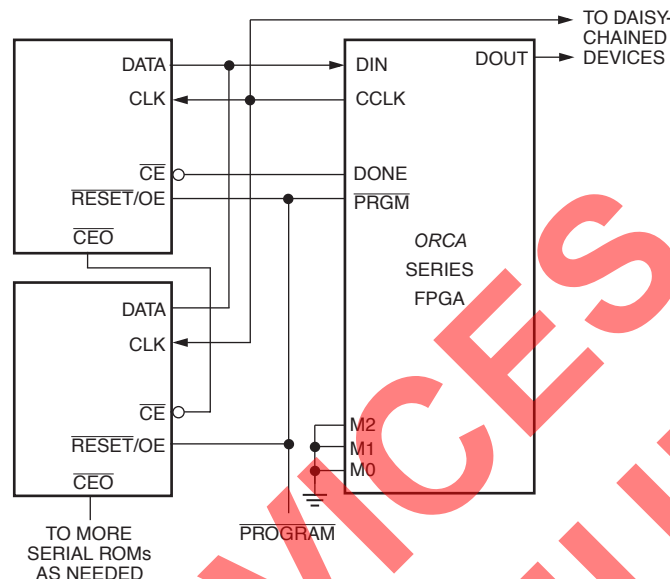 TO DAISY-
CHAINED
DEVICES
DATA
DIN
DOUT
CLK
CCLK
CE
DONE
RESET/OE
PRGM
CEO
ORCA
SERIES
FPGA
DATA
CLK
CE
M2
RESET/OE
M1
M0
CEO
TO MORE
SERIAL ROMs
AS NEEDED
PROGRAM
VICES